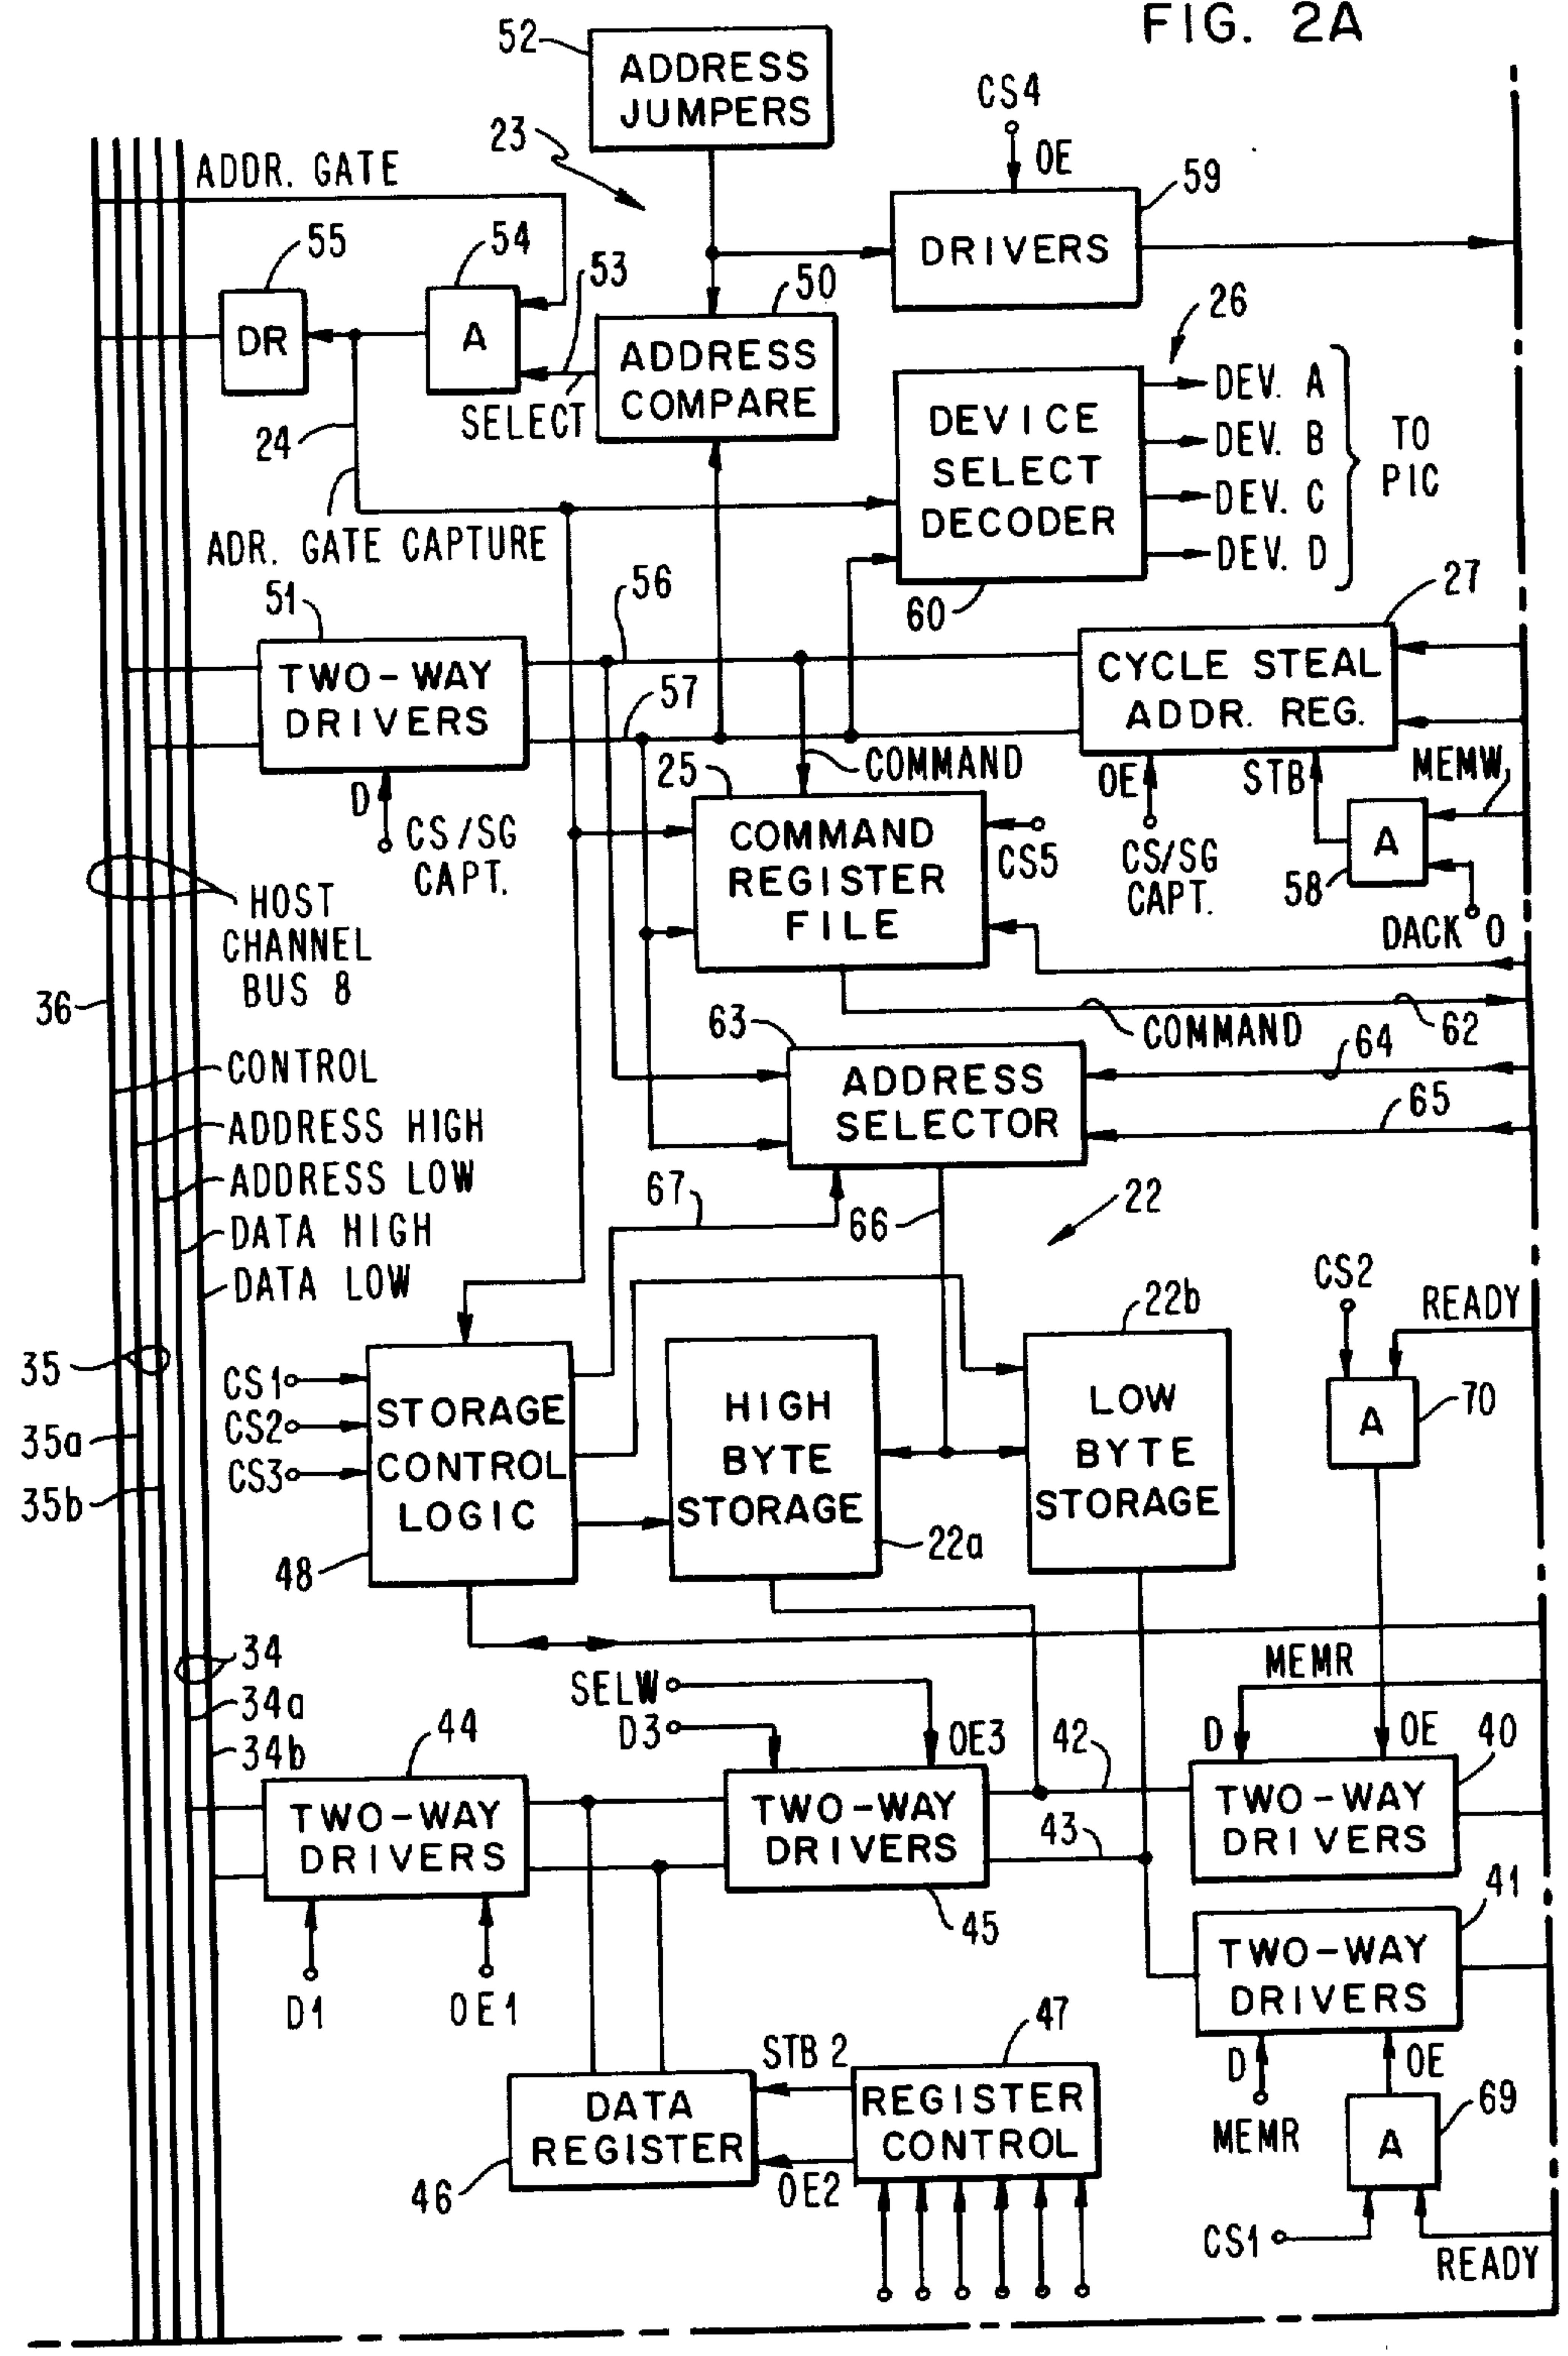 FIG. 2A
52
ADDRESS
JUMPERS
23
CS4
OE
59
DRIVERS
ADDR. GATE
55
DR
54
A
53
SELECT
50
ADDRESS
COMPARE
26
DEVICE
SELECT
DECODER
60
DEV. A
DEV. B
DEV. C
DEV. D
TO
PIC
24
ADR. GATE CAPTURE
51
TWO-WAY
DRIVERS
D
CS/SG
CAPT.
56
57
27
CYCLE STEAL
ADDR. REG.
OE
CS/SG
CAPT.
STB
MEMW
A
58
DACK 0
25
COMMAND
COMMAND
REGISTER
FILE
CS5
HOST
CHANNEL
BUS 8
36
COMMAND
62
63
ADDRESS
SELECTOR
64
65
CONTROL
ADDRESS HIGH
ADDRESS LOW
DATA HIGH
DATA LOW
67
66
22
35
35a
35b
CS1
CS2
CS3
STORAGE
CONTROL
LOGIC
48
HIGH
BYTE
STORAGE
22a
22b
LOW
BYTE
STORAGE
CS2
READY
A
70
34
34a
34b
44
TWO-WAY
DRIVERS
D1
OE1
SELW
D3
OE3
TWO-WAY
DRIVERS
45
42
43
MEMR
D
OE
40
TWO-WAY
DRIVERS
41
TWO-WAY
DRIVERS
D
OE
MEMR
A
69
CS1
READY
DATA
REGISTER
46
STB 2
OE2
47
REGISTER
CONTROL